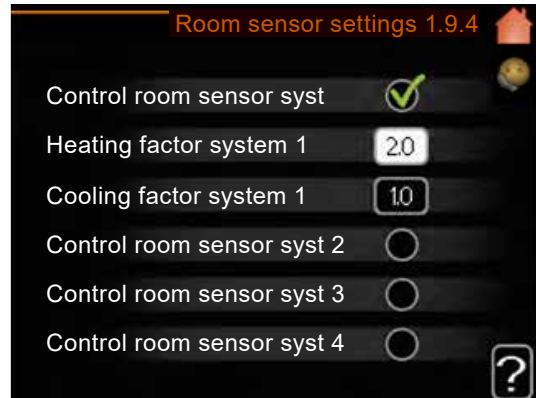 Room sensor settings 1.9.4
Control room sensor syst
Heating factor system 1 2.0
Cooling factor system 1 1.0
Control room sensor syst 2
Control room sensor syst 3
Control room sensor syst 4
?